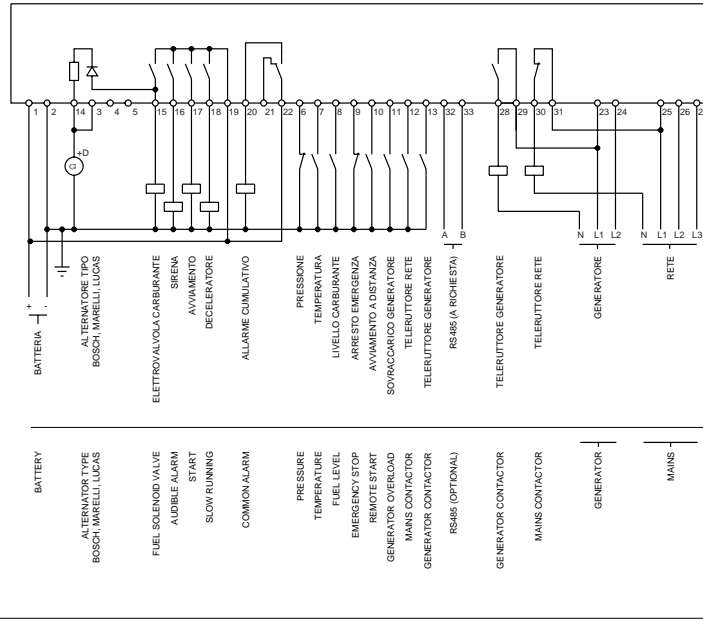 1
2
14
3
4
5
15
16
17
18
19
20
21
22
6
7
8
9
10
11
12
13
32
33
28
29
30
31
23
24
25
26
2
+D
G
A
B
N
L1
L2
N
L1
L2
L3
+
-
BATTERIA
ALTERNATORE TIPO
BOSCH, MARELLI, LUCAS
ELETTROVALVOLA CARBURANTE
SIRENA
AVVIAMENTO
DECELERATORE
ALLARME CUMULATIVO
PRESSIONE
TEMPERATURA
LIVELLO CARBURANTE
ARRESTO EMERGENZA
AVVIAMENTO A DISTANZA
SOVRACCARICO GENERATORE
TELERUTTORE RETE
TELERUTTORE GENERATORE
RS485 (A RICHIESTA)
TELERUTTORE GENERATORE
TELERUTTORE RETE
GENERATORE
RETE
BATTERY
ALTERNATOR TYPE
BOSCH, MARELLI, LUCAS
FUEL SOLENOID VALVE
AUDIBLE ALARM
START
SLOW RUNNING
COMMON ALARM
PRESSURE
TEMPERATURE
FUEL LEVEL
EMERGENCY STOP
REMOTE START
GENERATOR OVERLOAD
MAINS CONTACTOR
GENERATOR CONTACTOR
RS485 (OPTIONAL)
GENERATOR CONTACTOR
MAINS CONTACTOR
GENERATOR
MAINS